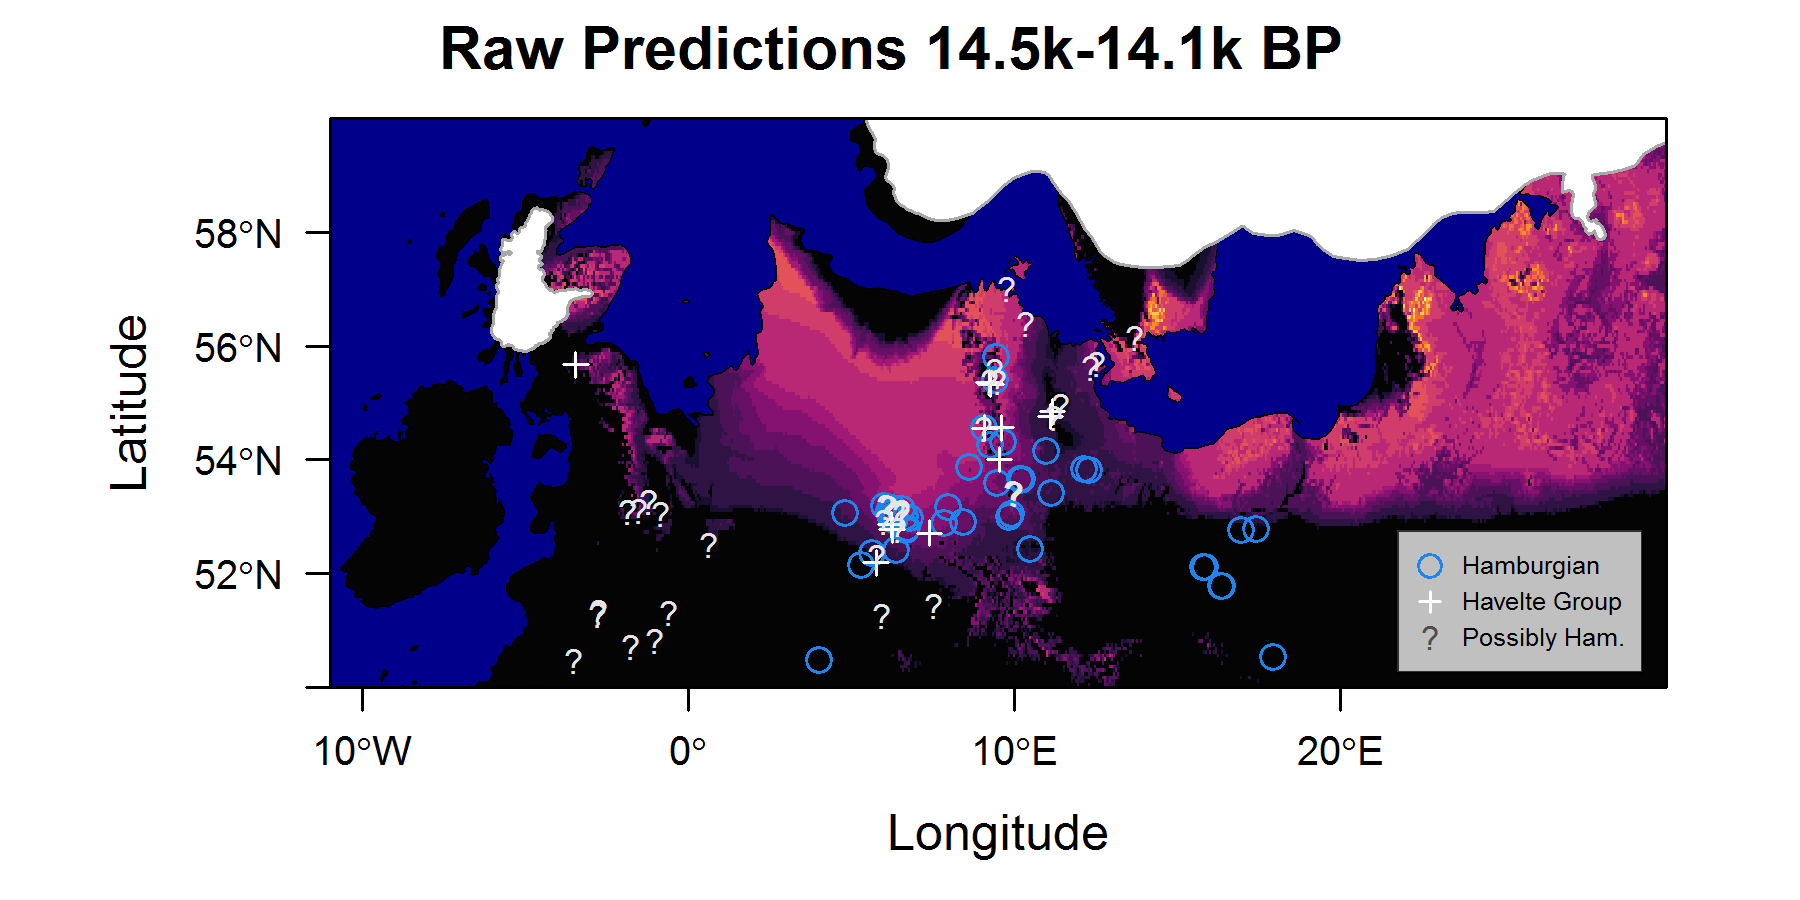 Raw Predictions 14.5k-14.1k BP
58°N
56°N
54°N
52°N
Latitude
Hamburgian
Havelte Group
? Possibly Ham.
10°W
0°
10°E
20°E
Longitude